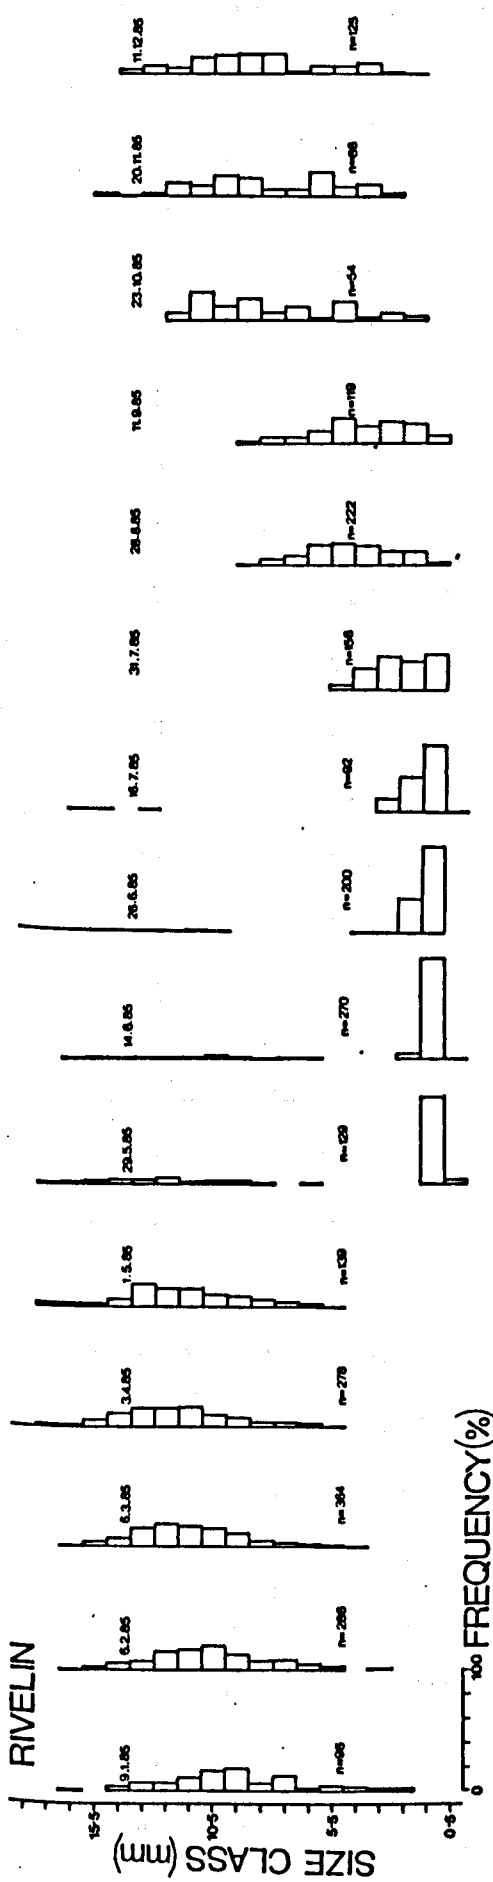 RIVELIN
9.1.85 6.2.85 6.3.85 3.4.85 1.5.85 29.5.85 14.6.85 26.6.85 16.7.85 31.7.85 28.8.85 11.9.85 23.10.85 20.11.85 11.12.85
n=96 n=286 n=364 n=278 n=139 n=129 n=270 n=200 n=92 n=156 n=222 n=119 n=54 n=86 n=125
SIZE CLASS (mm)
15·5
10·5
5·5
0·5
0 100
FREQUENCY(%)